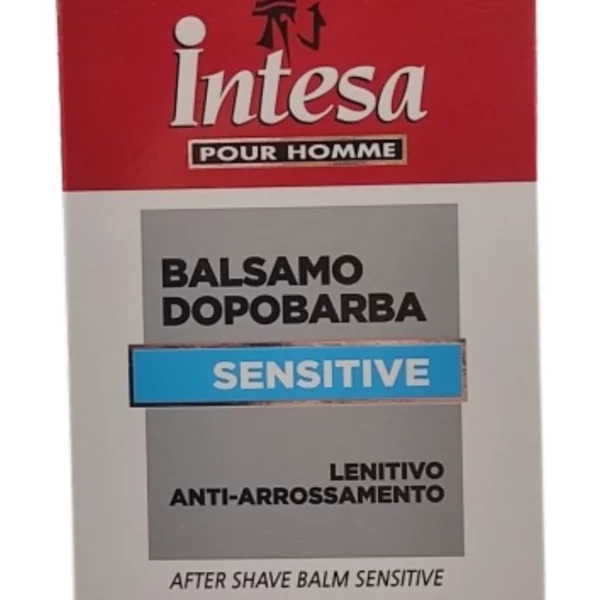 intesa
POUR HOMME
BALSAMO
DOPOBARBA
SENSITIVE
LENITIVO
ANTI-ARROSSAMENTO
AFTER SHAVE BALM SENSITIVE